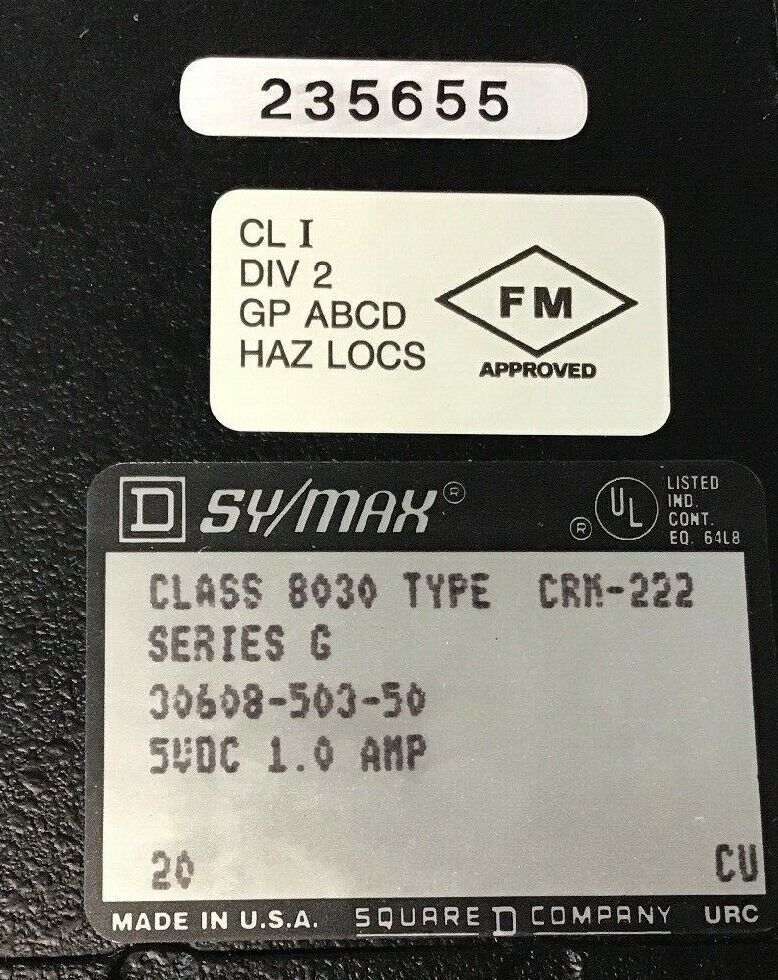 235655
CL I
DIV 2
GP ABCD
HAZ LOCS
FM
APPROVED
D SY/MAX®
® UL
LISTED
IND.
CONT.
EQ. 64L8
CLASS 8030 TYPE CRM-222
SERIES G
30608-503-50
5VDC 1.0 AMP
20 CU
MADE IN U.S.A. SQUARE D COMPANY URC